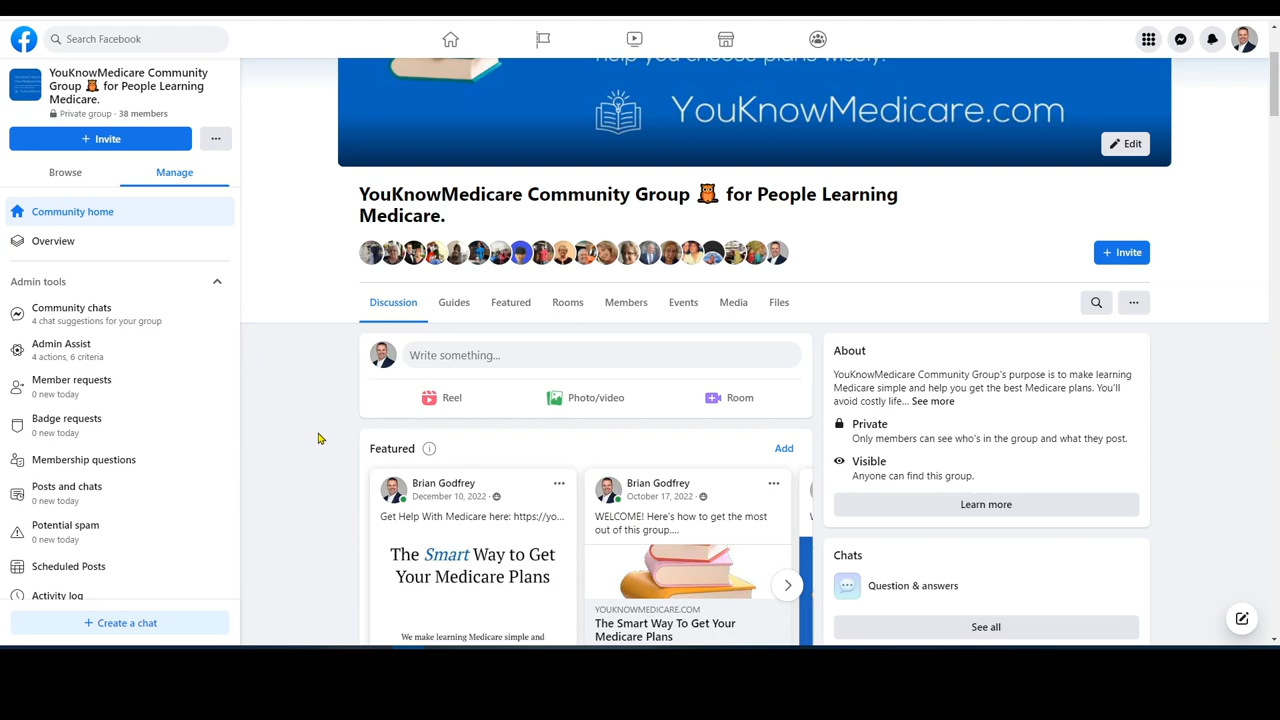 Search Facebook
YouKnowMedicare Community
Group 🦉 for People Learning
Medicare.
Private group · 38 members
+ Invite
Browse
Manage
Community home
Overview
Admin tools
Community chats
4 chat suggestions for your group
Admin Assist
4 actions, 6 criteria
Member requests
0 new today
Badge requests
0 new today
Membership questions
Posts and chats
0 new today
Potential spam
0 new today
Scheduled Posts
Activity log
+ Create a chat
help you choose plans wisely!
YouKnowMedicare.com
Edit
YouKnowMedicare Community Group 🦉 for People Learning
Medicare.
+ Invite
Discussion
Guides
Featured
Rooms
Members
Events
Media
Files
Write something...
Reel
Photo/video
Room
Featured
Add
Brian Godfrey
December 10, 2022 ·
Get Help With Medicare here: https://yo...
The Smart Way to Get
Your Medicare Plans
We make learning Medicare simple and
Brian Godfrey
October 17, 2022 ·
WELCOME! Here's how to get the most
out of this group....
YOUKNOWMEDICARE.COM
The Smart Way To Get Your
Medicare Plans
About
YouKnowMedicare Community Group's purpose is to make learning
Medicare simple and help you get the best Medicare plans. You'll
avoid costly life... See more
Private
Only members can see who's in the group and what they post.
Visible
Anyone can find this group.
Learn more
Chats
Question & answers
See all